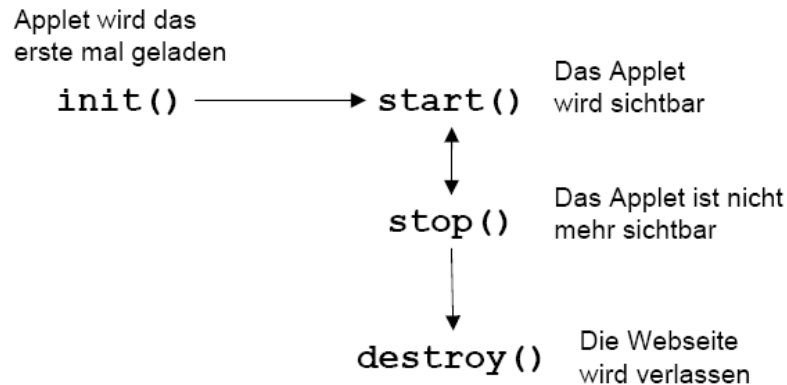 Applet wird das
erste mal geladen
init()
start()
Das Applet
wird sichtbar
stop()
Das Applet ist nicht
mehr sichtbar
destroy()
Die Webseite
wird verlassen